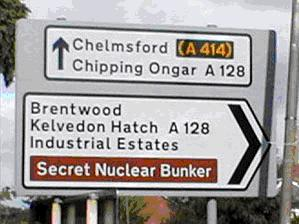 Chelmsford (A 414)
Chipping Ongar A 128
Brentwood
Kelvedon Hatch A 128
Industrial Estates
Secret Nuclear Bunker